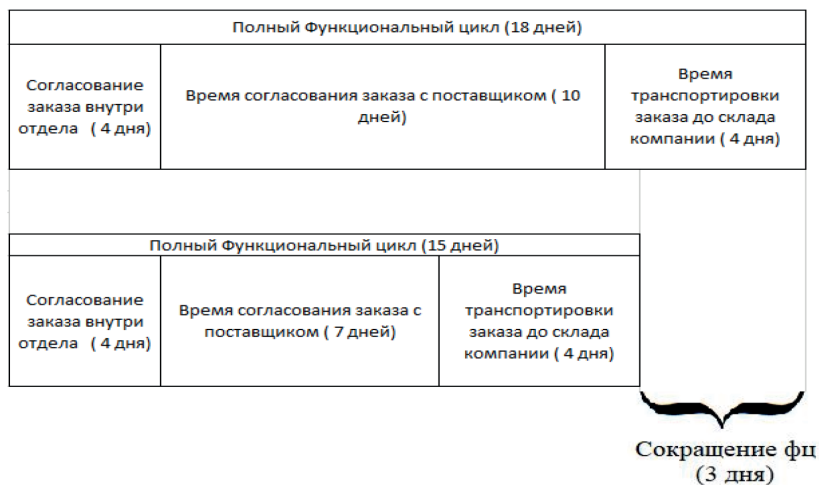 Полный Функциональный цикл (18 дней)
Согласование
заказа внутри
отдела ( 4 дня)
Время согласования заказа с поставщиком ( 10
дней)
Время
транспортировки
заказа до склада
компании ( 4 дня)
Полный Функциональный цикл (15 дней)
Согласование
заказа внутри
отдела ( 4 дня)
Время согласования заказа с
поставщиком ( 7 дней)
Время
транспортировки
заказа до склада
компании ( 4 дня)
Сокращение фц
(3 дня)